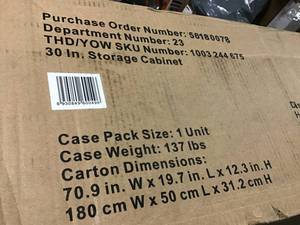 Purchase Order Number: 58180078
Department Number: 23
THD/YOW SKU Number: 1003 244 675
30 In. Storage Cabinet
Case Pack Size: 1 Unit
Case Weight: 137 lbs
Carton Dimensions:
70.9 in. W x 19.7 in. L x 12.3 in. H
180 cm W x 50 cm L x 31.2 cm H